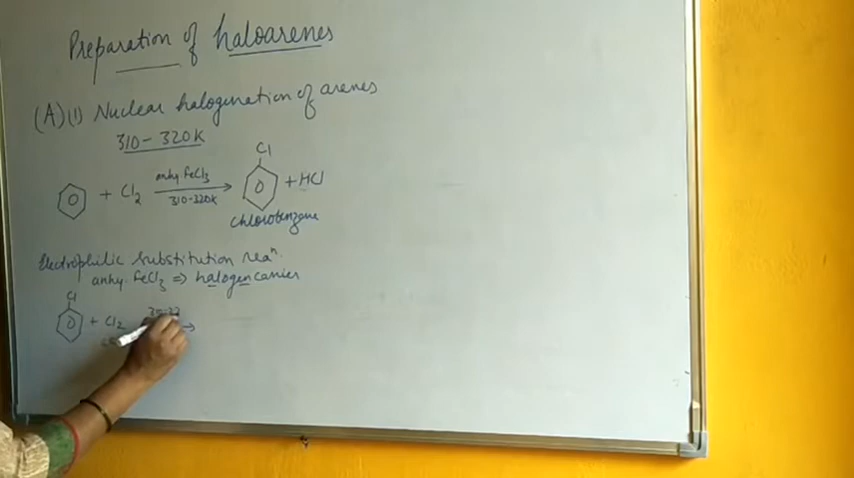 Preparation of haloarenes
(A)(1) Nuclear halogenation of arenes
310-320K
+ Cl2 anhy FeCl3 310-320K Cl + HCl
chlorobenzene
Electrophilic substitution reaⁿ.
anhy. FeCl3 ⇒ halogen carrier
Cl
+ Cl2